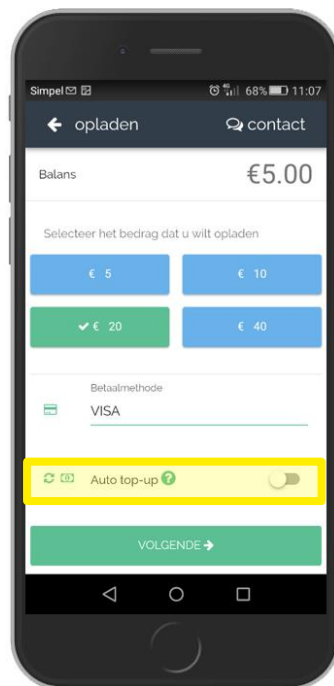 Simpel 68% 11:07
opladen contact
Balans €5.00
Selecteer het bedrag dat u wilt opladen
€ 5 € 10
€ 20 € 40
Betaalmethode
VISA
Auto top-up ?
VOLGENDE